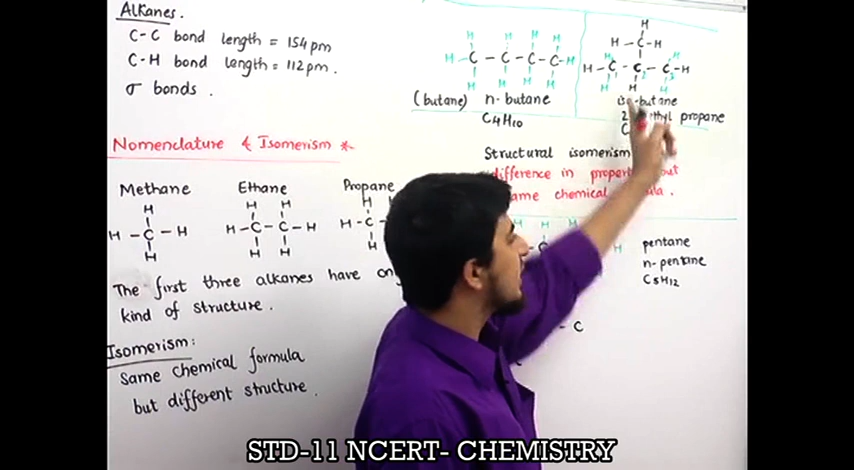 Alkanes.
C-C bond length = 154 pm
C-H bond length = 112 pm.
σ bonds.
Nomenclature & Isomerism *
Methane Ethane Propane
H H H H
H - C - H H - C - C - H H - C -
H H H H
The first three alkanes have
kind of structure.
Isomerism:
Same chemical formula
but different structure.
H H H H
H - C - C - C - C - H
H H H H
(butane) n-butane
C4H10
H
H - C - H
H - C - C - C - H
H H H
butane
propane
Structural isomerism
difference in
same chemical
pentane
n-pentane
C5H12
- C
STD-11 NCERT- CHEMISTRY